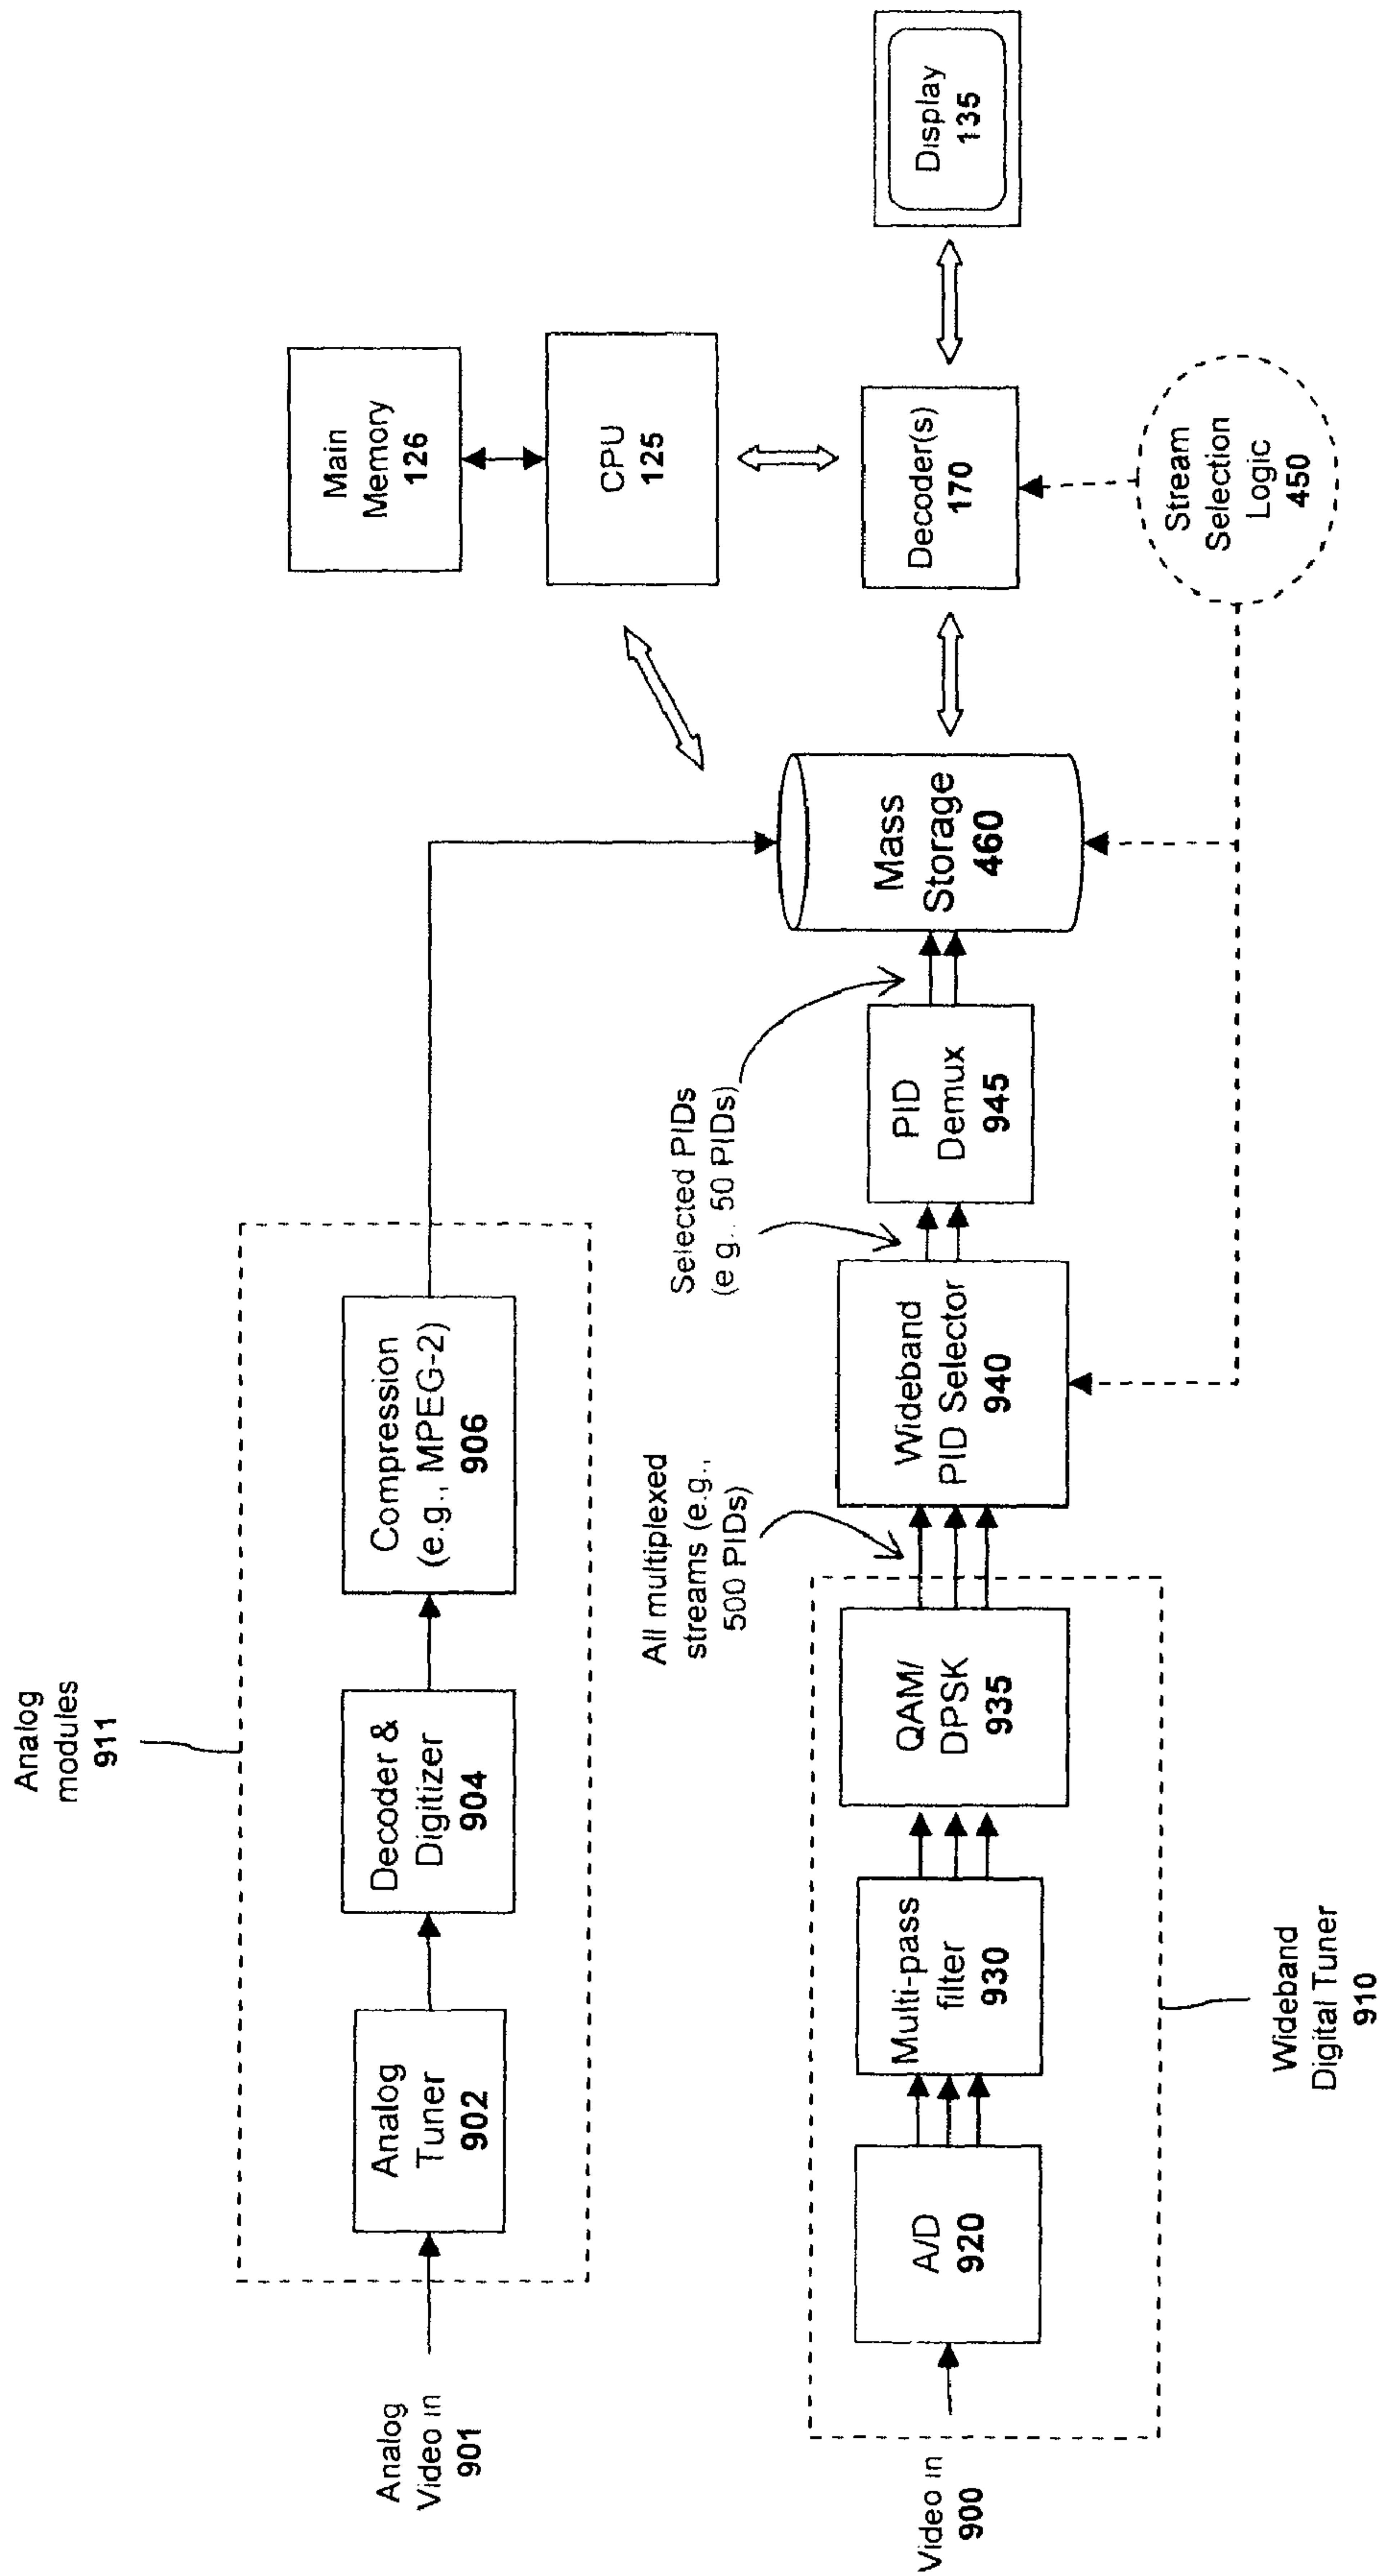 Analog
modules
911
Analog
Video in
901
Analog
Tuner
902
Decoder &
Digitizer
904
Compression
(e.g., MPEG-2)
906
Main
Memory
126
CPU
125
All multiplexed
streams (e.g.,
500 PIDs)
Selected PIDs
(e g., 50 PIDs)
Video in
900
A/D
920
Multi-pass
filter
930
QAM/
DPSK
935
Wideband
PID Selector
940
PID
Demux
945
Mass
Storage
460
Decoder(s)
170
Display
135
Stream
Selection
Logic
450
Wideband
Digital Tuner
910